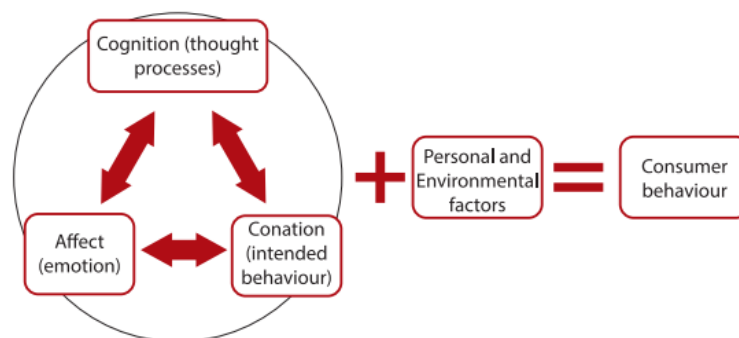 Cognition (thought
processes)
Affect
(emotion)
Conation
(intended
behaviour)
+
Personal and
Environmental
factors
=
Consumer
behaviour